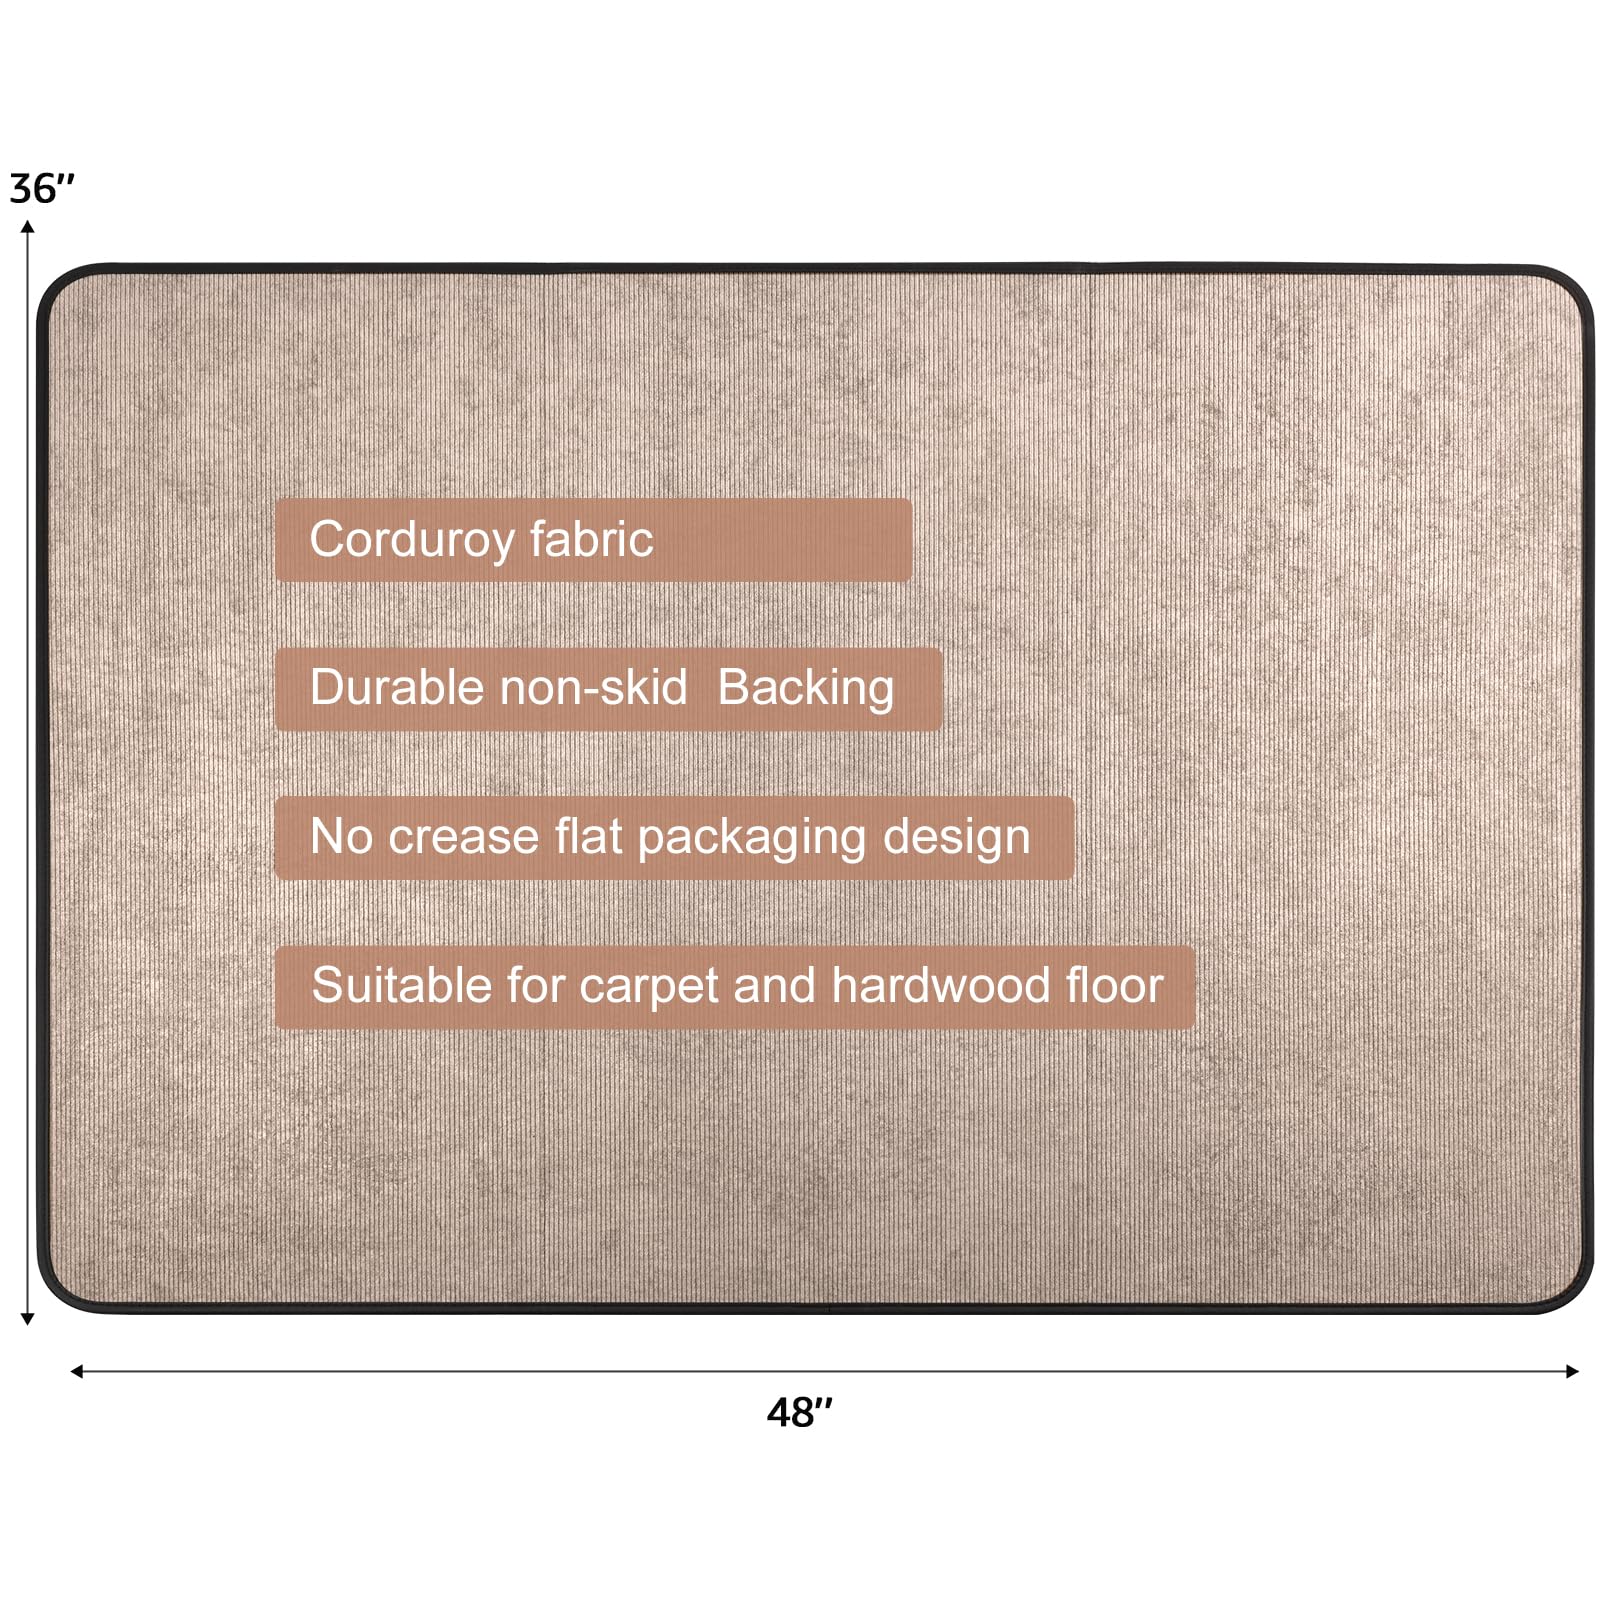 36″
Corduroy fabric
Durable non-skid  Backing
No crease flat packaging design
Suitable for carpet and hardwood floor
48″